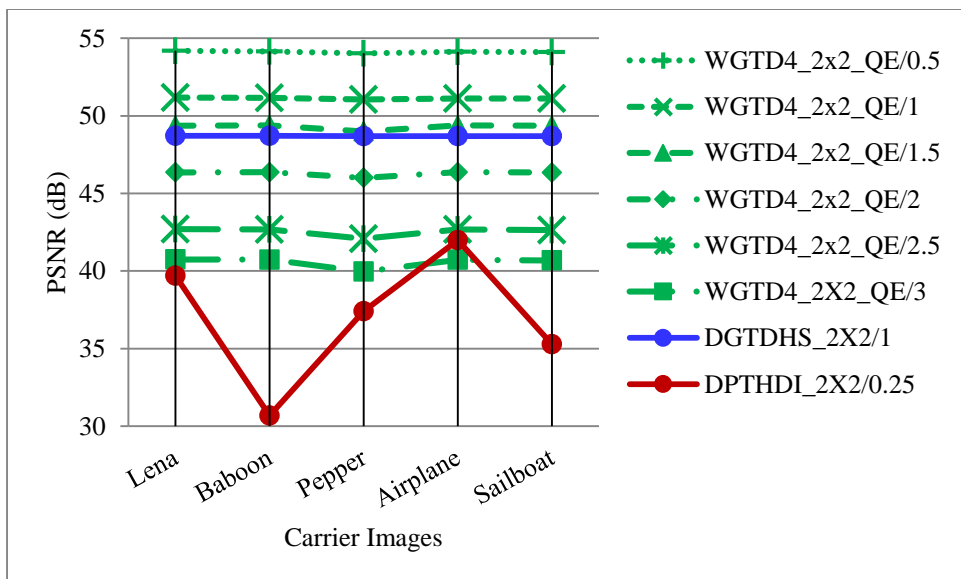 55
50
45
40
35
30
PSNR (dB)
Lena
Baboon
Pepper
Airplane
Sailboat
Carrier Images
WGTD4_2x2_QE/0.5
WGTD4_2x2_QE/1
WGTD4_2x2_QE/1.5
WGTD4_2x2_QE/2
WGTD4_2x2_QE/2.5
WGTD4_2X2_QE/3
DGTDHS_2X2/1
DPTHDI_2X2/0.25